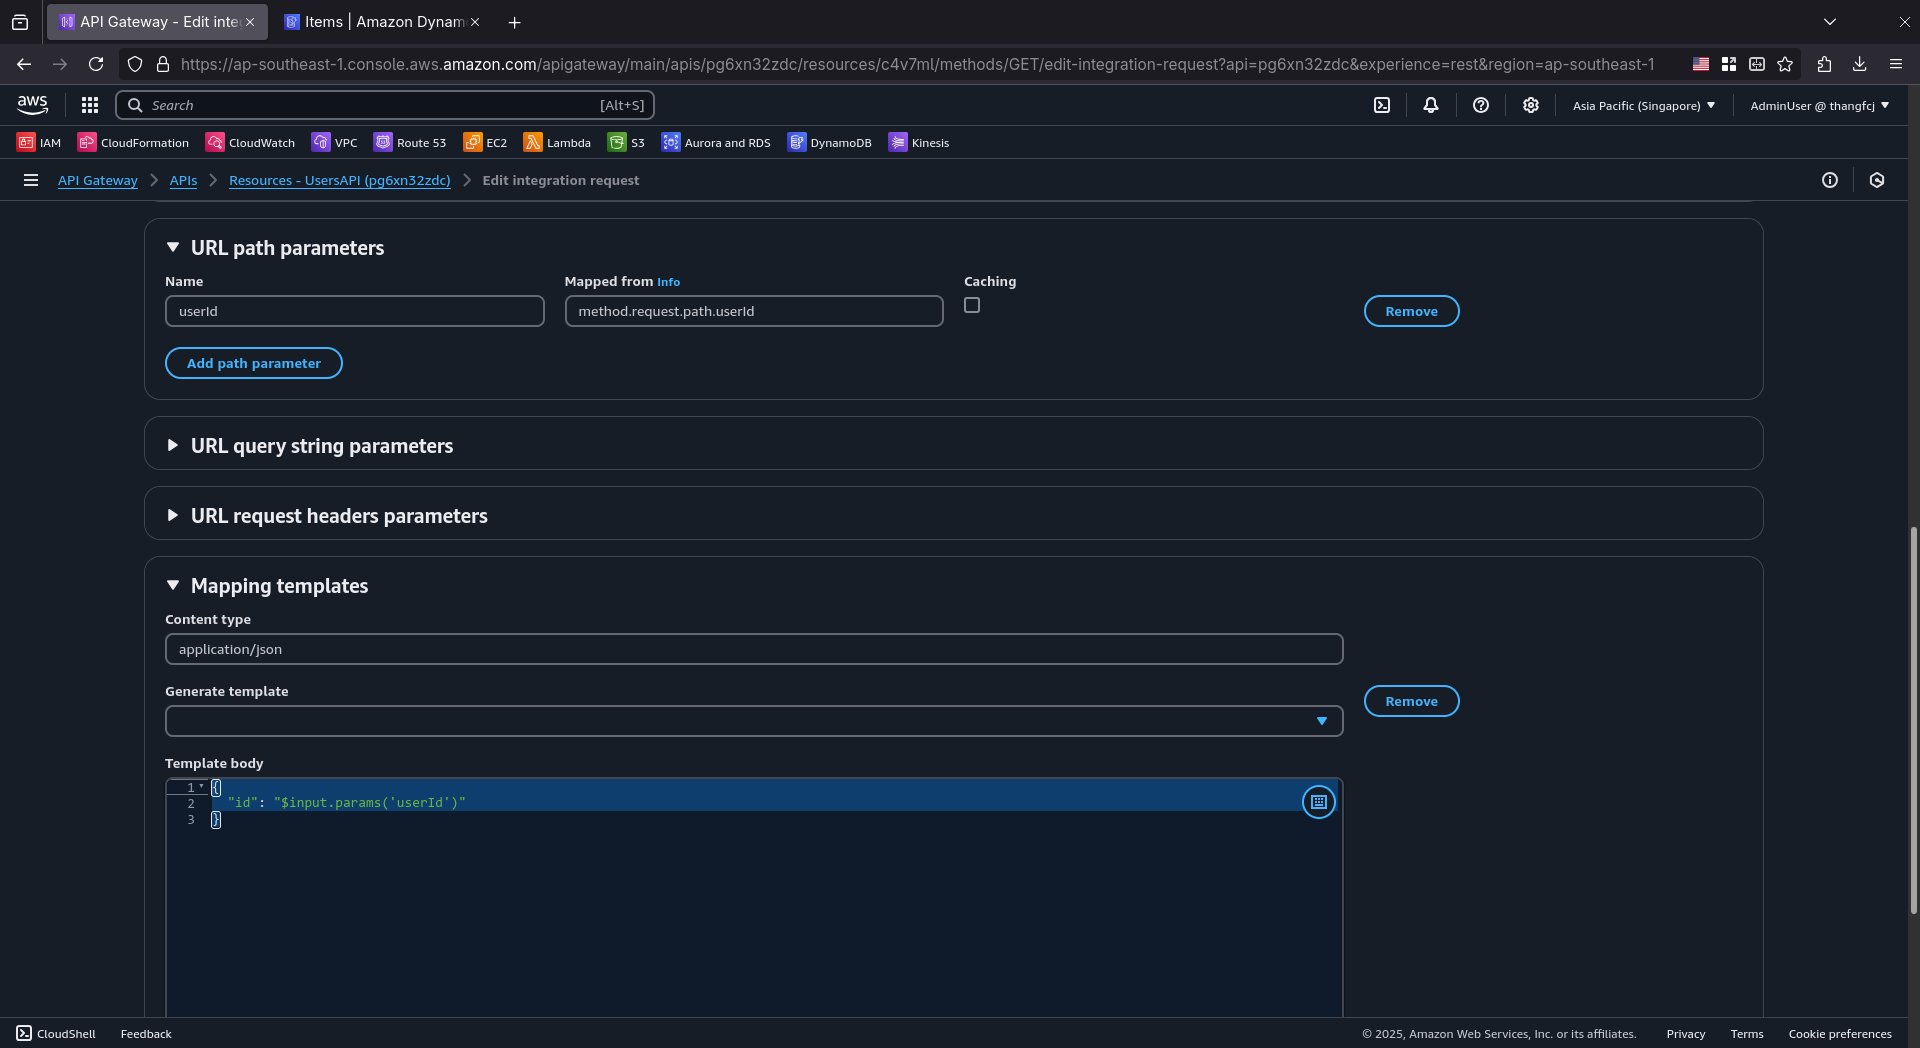 API Gateway - Edit inte
Items | Amazon Dynam
https://ap-southeast-1.console.aws.amazon.com/apigateway/main/apis/pg6xn32zdc/resources/c4v7ml/methods/GET/edit-integration-request?api=pg6xn32zdc&experience=rest&region=ap-southeast-1
aws
Search [Alt+S]
Asia Pacific (Singapore)
AdminUser @ thangfcj
IAM CloudFormation CloudWatch VPC Route 53 EC2 Lambda S3 Aurora and RDS DynamoDB Kinesis
API Gateway > APIs > Resources - UsersAPI (pg6xn32zdc) > Edit integration request
URL path parameters
Name Mapped from Info Caching
userId method.request.path.userId Remove
Add path parameter
URL query string parameters
URL request headers parameters
Mapping templates
Content type
application/json
Generate template
Remove
Template body
1 {
2 "id": "$input.params('userId')"
3 }
CloudShell Feedback © 2025, Amazon Web Services, Inc. or its affiliates. Privacy Terms Cookie preferences